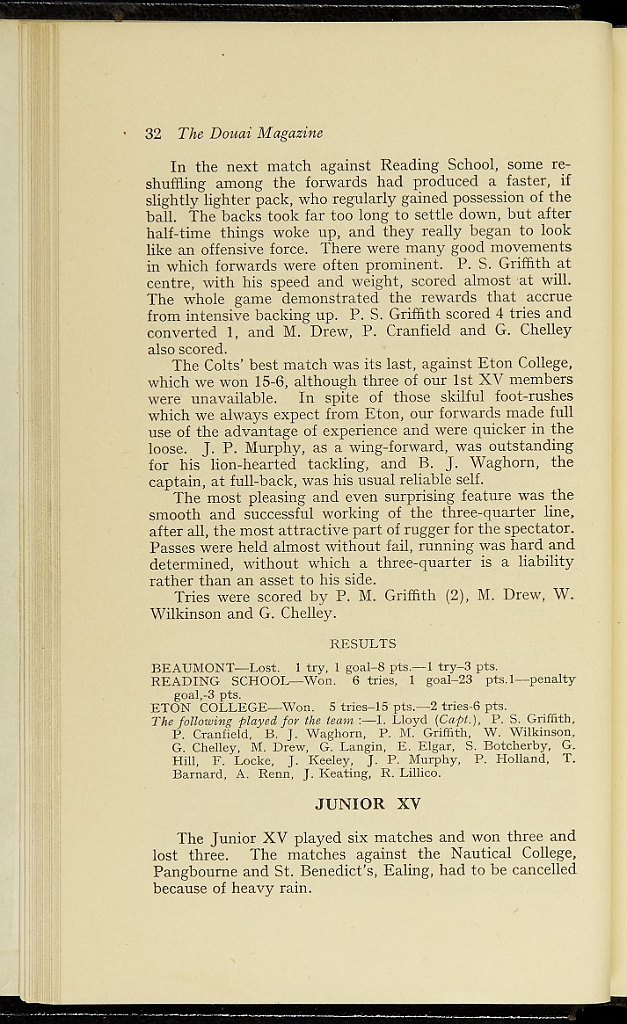 32 The Douai Magazine
In the next match against Reading School, some re-
shuffling among the forwards had produced a faster, if
slightly lighter pack, who regularly gained possession of the
ball. The backs took far too long to settle down, but after
half-time things woke up, and they really began to look
like an offensive force. There were many good movements
in which forwards were often prominent. P. S. Griffith at
centre, with his speed and weight, scored almost at will.
The whole game demonstrated the rewards that accrue
from intensive backing up. P. S. Griffith scored 4 tries and
converted 1, and M. Drew, P. Cranfield and G. Chelley
also scored.
The Colts' best match was its last, against Eton College,
which we won 15-6, although three of our 1st XV members
were unavailable. In spite of those skilful foot-rushes
which we always expect from Eton, our forwards made full
use of the advantage of experience and were quicker in the
loose. J. P. Murphy, as a wing-forward, was outstanding
for his lion-hearted tackling, and B. J. Waghorn, the
captain, at full-back, was his usual reliable self.
The most pleasing and even surprising feature was the
smooth and successful working of the three-quarter line,
after all, the most attractive part of rugger for the spectator.
Passes were held almost without fail, running was hard and
determined, without which a three-quarter is a liability
rather than an asset to his side.
Tries were scored by P. M. Griffith (2), M. Drew, W.
Wilkinson and G. Chelley.
RESULTS
BEAUMONT—Lost. 1 try, 1 goal–8 pts.—1 try–3 pts.
READING SCHOOL—Won. 6 tries, 1 goal–23 pts.1—penalty
goal,-3 pts.
ETON COLLEGE—Won. 5 tries–15 pts.—2 tries-6 pts.
The following played for the team :—I. Lloyd (Capt.), P. S. Griffith,
P. Cranfield, B. J. Waghorn, P. M. Griffith, W. Wilkinson,
G. Chelley, M. Drew, G. Langin, E. Elgar, S. Botcherby, G.
Hill, F. Locke, J. Keeley, J. P. Murphy, P. Holland, T.
Barnard, A. Renn, J. Keating, R. Lillico.
JUNIOR XV
The Junior XV played six matches and won three and
lost three. The matches against the Nautical College,
Pangbourne and St. Benedict's, Ealing, had to be cancelled
because of heavy rain.